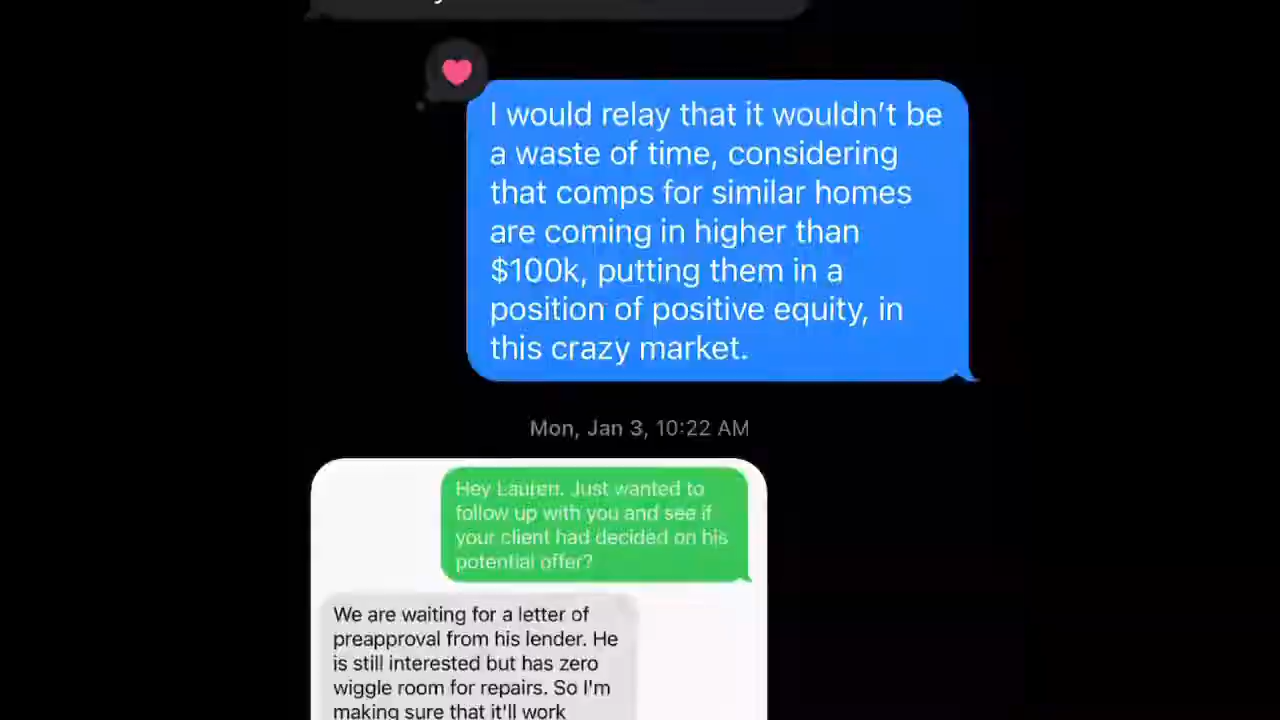 I would relay that it wouldn’t be
a waste of time, considering
that comps for similar homes
are coming in higher than
$100k, putting them in a
position of positive equity, in
this crazy market.
Mon, Jan 3, 10:22 AM
Hey Lauren. Just wanted to
follow up with you and see if
your client had decided on his
potential offer?
We are waiting for a letter of
preapproval from his lender. He
is still interested but has zero
wiggle room for repairs. So I'm
making sure that it'll work